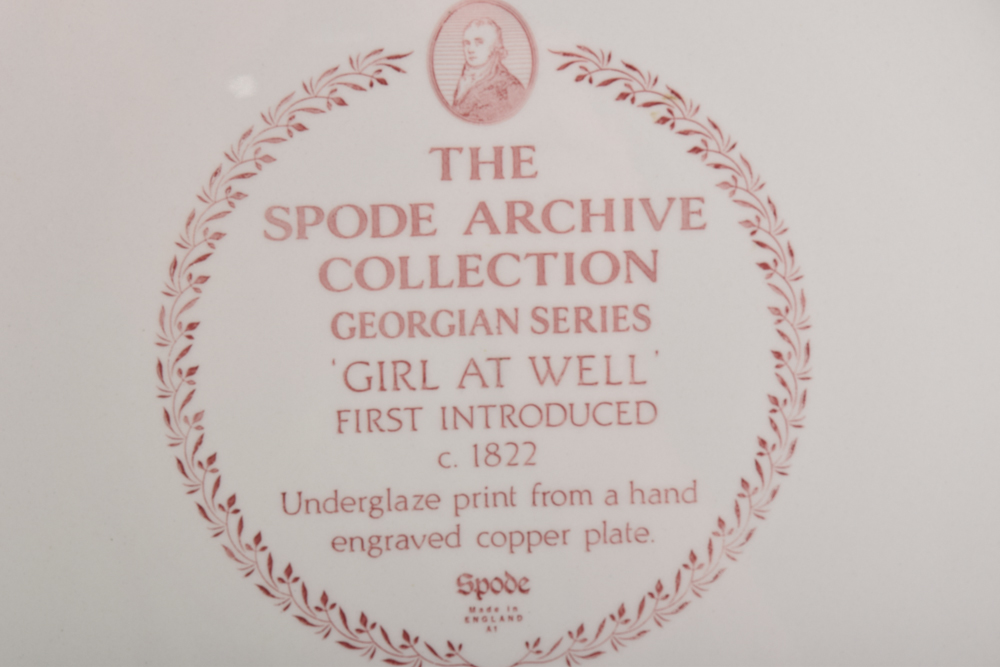 THE
SPODE ARCHIVE
COLLECTION
GEORGIAN SERIES
'GIRL AT WELL'
FIRST INTRODUCED
c. 1822
Underglaze print from a hand
engraved copper plate.
Spode
Made in
ENGLAND
A1